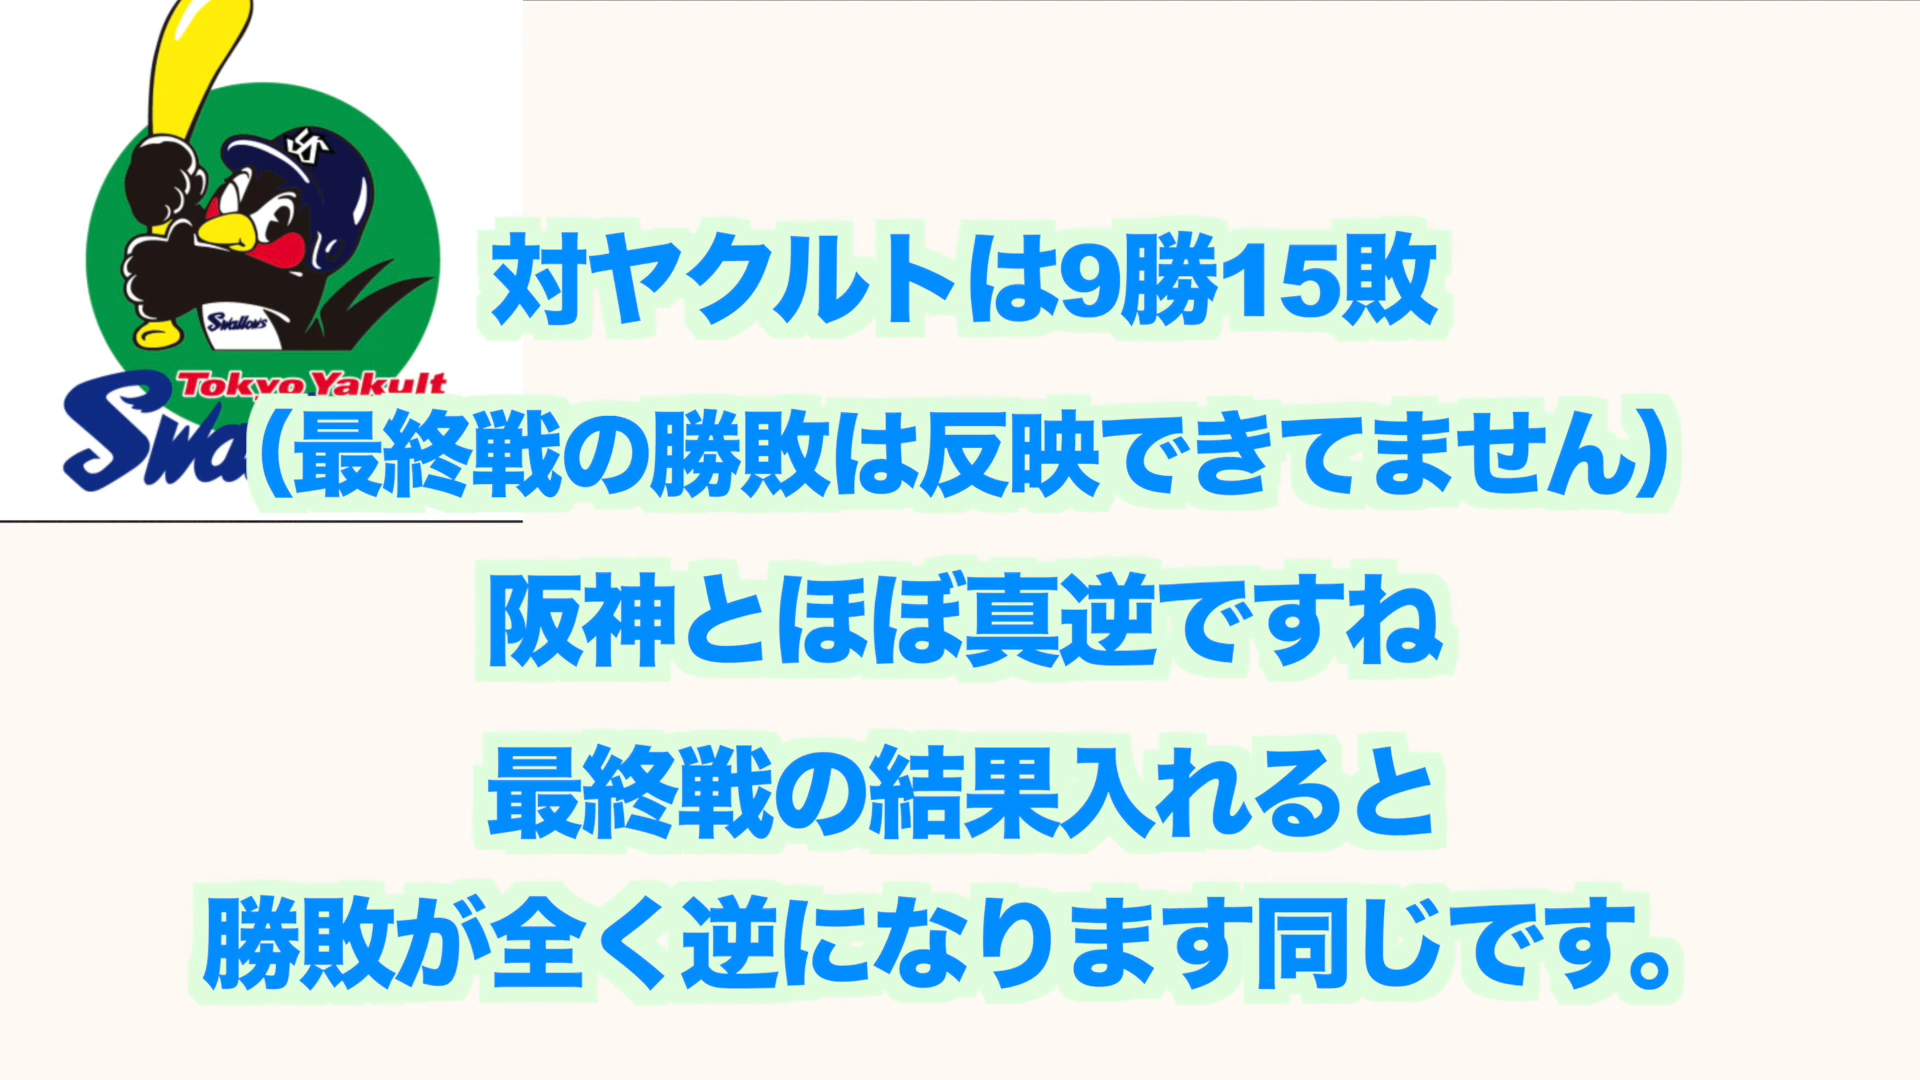 Swallows
Tokyo Yakult
Swa
対ヤクルトは9勝15敗
（最終戦の勝敗は反映できてません）
阪神とほぼ真逆ですね
最終戦の結果入れると
勝敗が全く逆になります同じです。